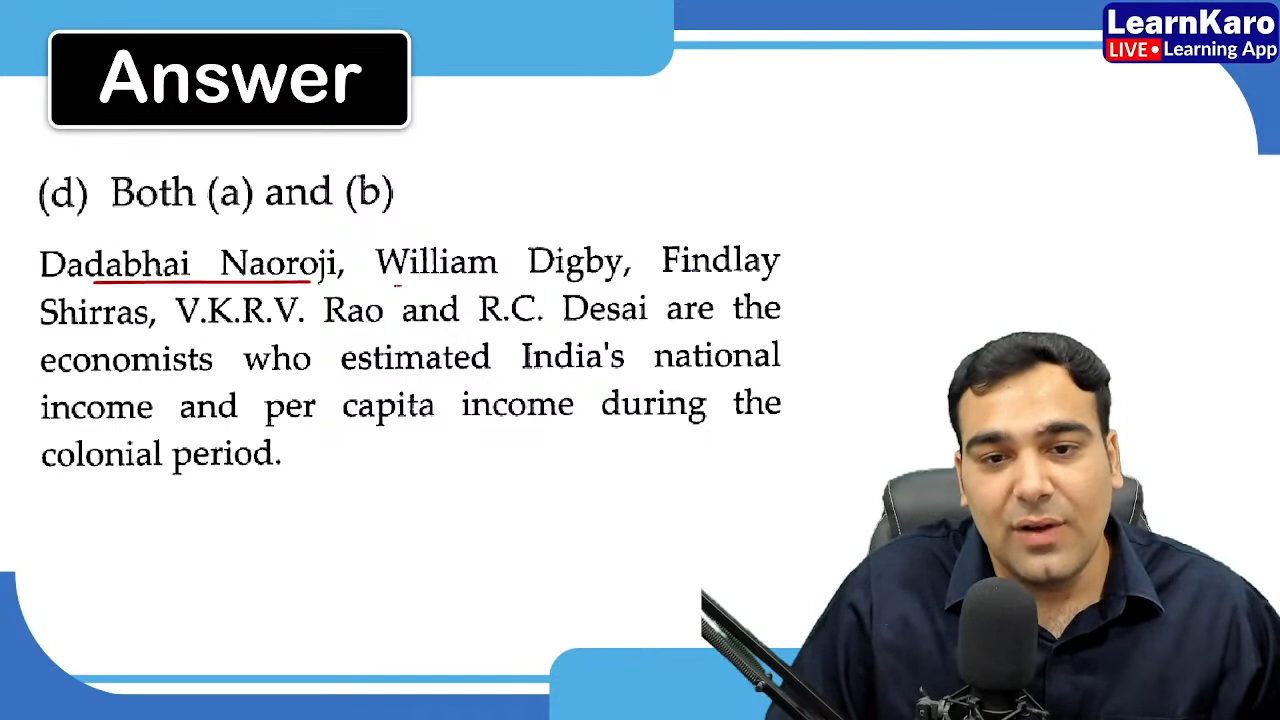 LearnKaro
LIVE • Learning App
Answer
(d) Both (a) and (b)
Dadabhai Naoroji, William Digby, Findlay
Shirras, V.K.R.V. Rao and R.C. Desai are the
economists who estimated India's national
income and per capita income during the
colonial period.